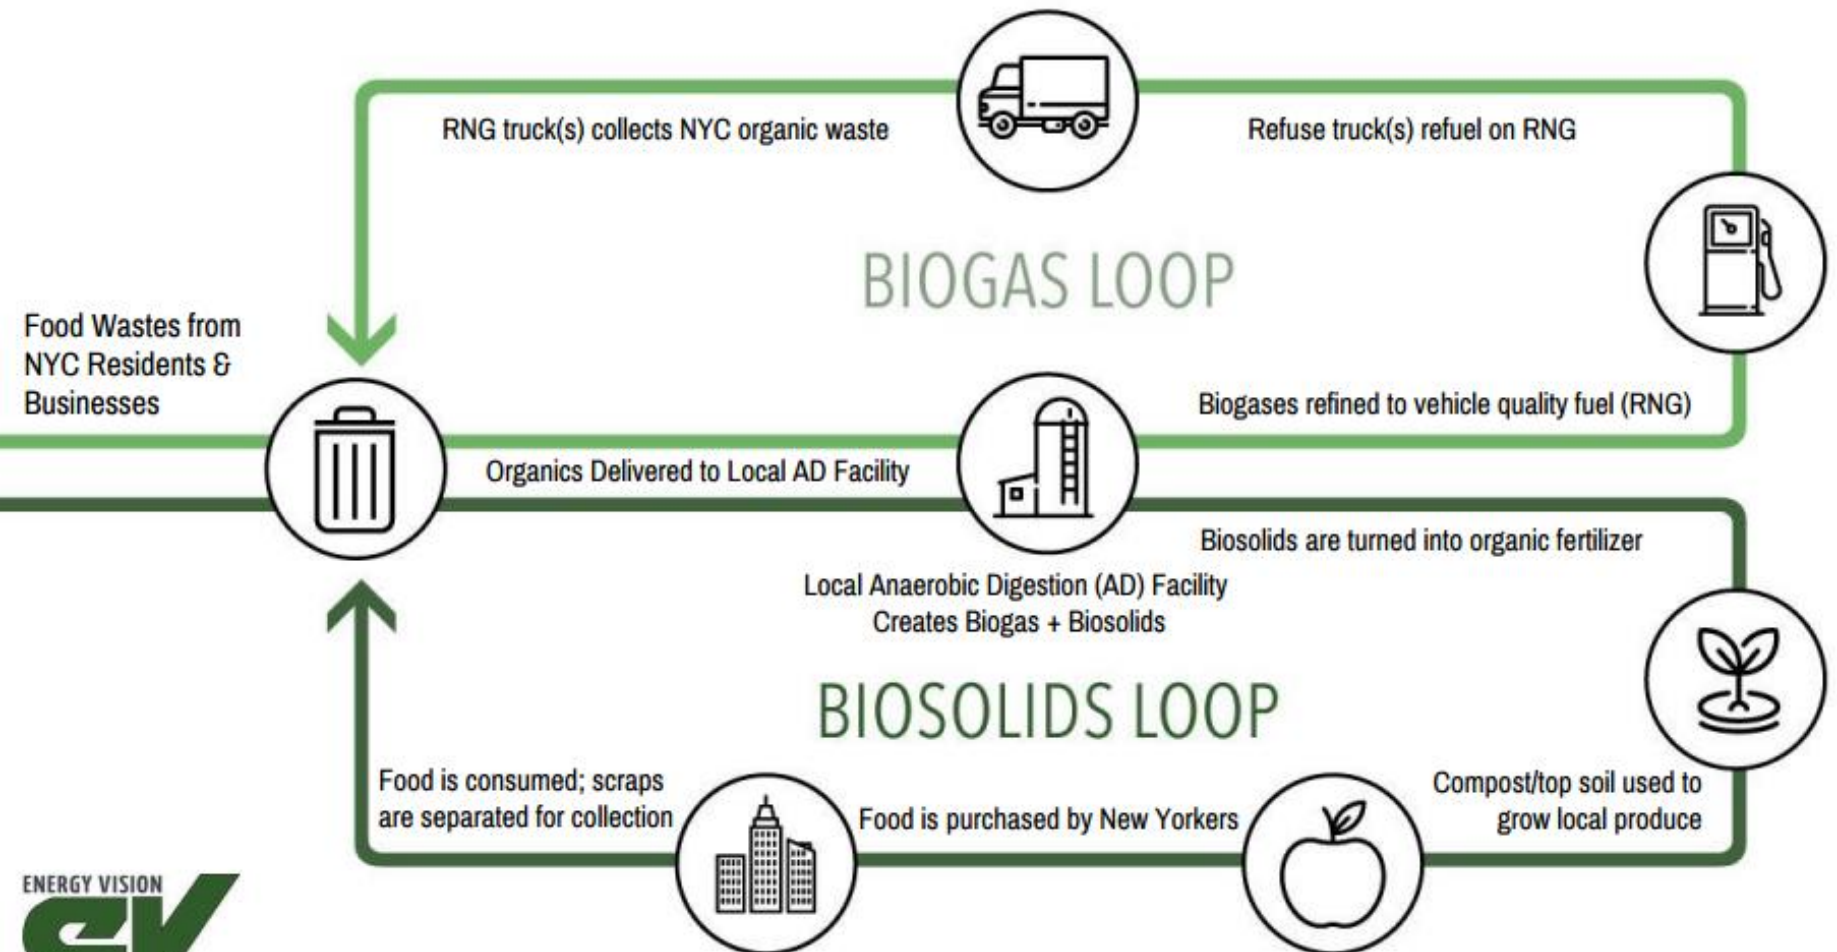 RNG truck(s) collects NYC organic waste
Refuse truck(s) refuel on RNG
BIOGAS LOOP
Food Wastes from
NYC Residents &
Businesses
Biogases refined to vehicle quality fuel (RNG)
Organics Delivered to Local AD Facility
Biosolids are turned into organic fertilizer
Local Anaerobic Digestion (AD) Facility
Creates Biogas + Biosolids
BIOSOLIDS LOOP
Food is consumed; scraps
are separated for collection
Food is purchased by New Yorkers
Compost/top soil used to
grow local produce
ENERGY VISION
eV